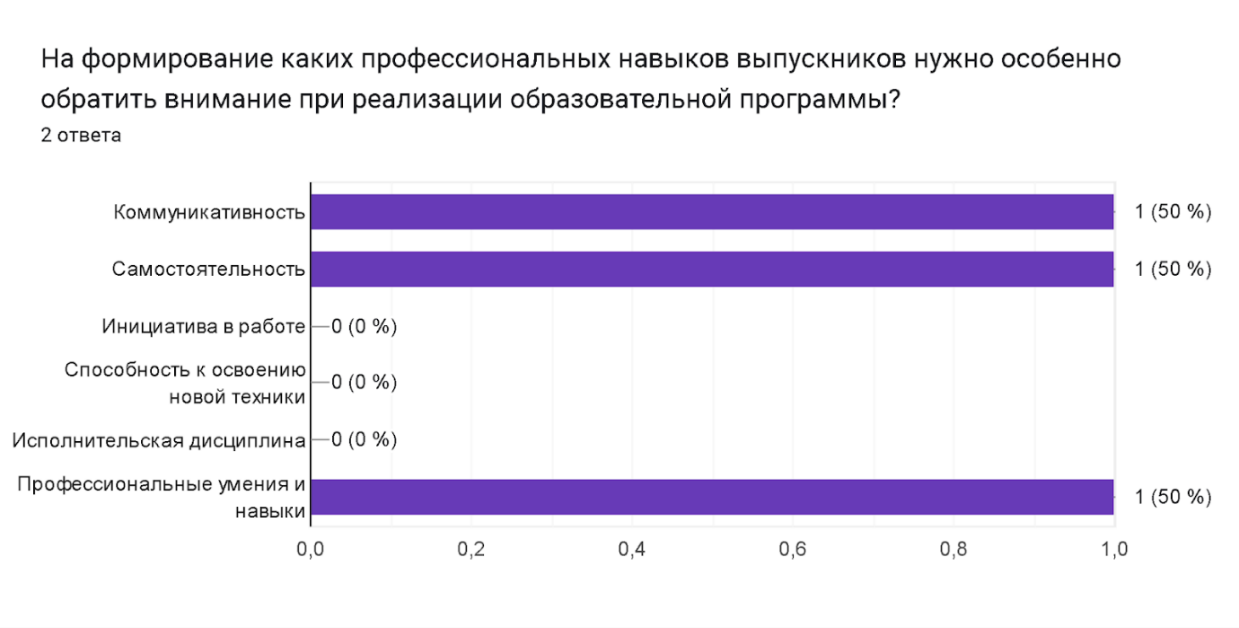 На формирование каких профессиональных навыков выпускников нужно особенно
обратить внимание при реализации образовательной программы?
2 ответа
Коммуникативность
1 (50 %)
Самостоятельность
1 (50 %)
Инициатива в работе
0 (0 %)
Способность к освоению
новой техники
0 (0 %)
Исполнительская дисциплина
0 (0 %)
Профессиональные умения и
навыки
1 (50 %)
0,0 0,2 0,4 0,6 0,8 1,0